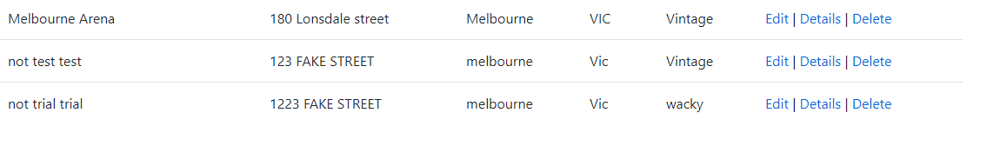 Melbourne Arena 180 Lonsdale street Melbourne VIC Vintage Edit | Details | Delete
not test test 123 FAKE STREET melbourne Vic Vintage Edit | Details | Delete
not trial trial 1223 FAKE STREET melbourne Vic wacky Edit | Details | Delete